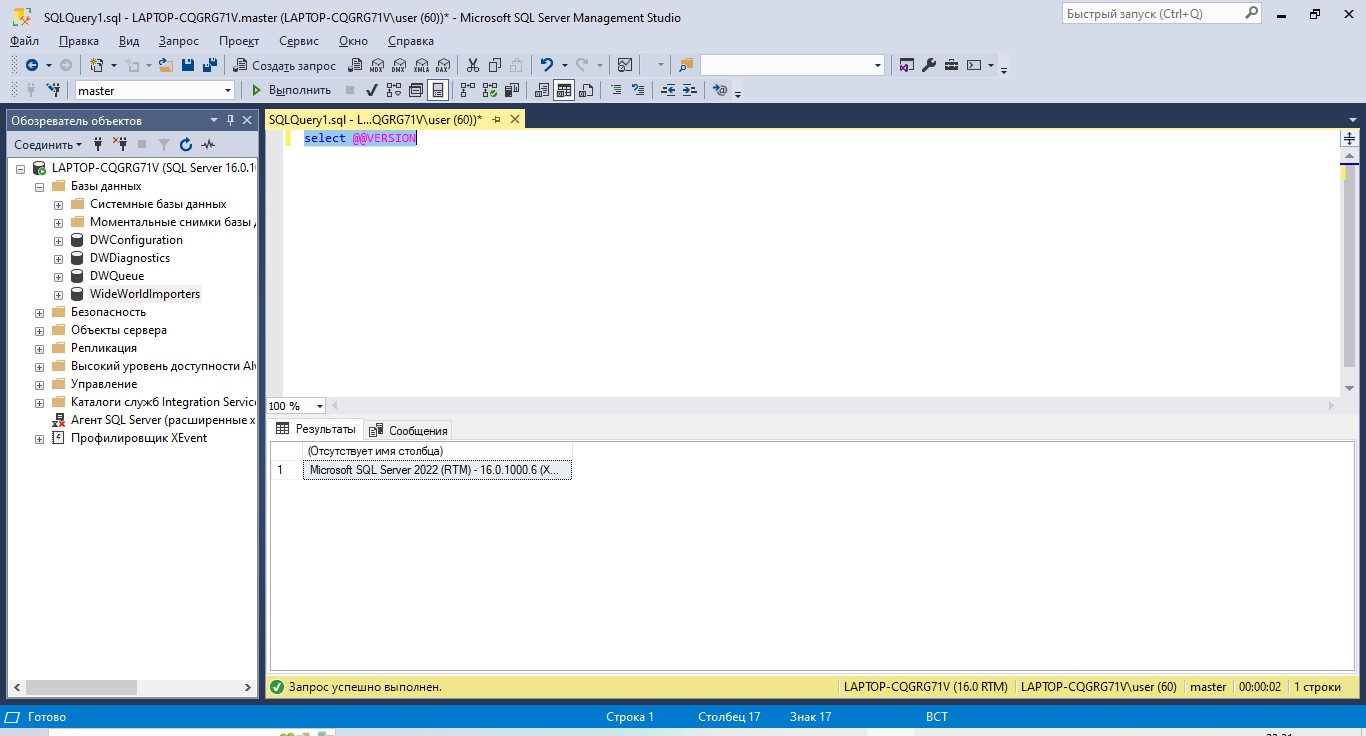 SQLQuery1.sql - LAPTOP-CQGRG71V.master (LAPTOP-CQGRG71V\user (60))* - Microsoft SQL Server Management Studio
Быстрый запуск (Ctrl+Q)
Файл Правка Вид Запрос Проект Сервис Окно Справка
Создать запрос MDX DMX XMLA DAX
master Выполнить
Обозреватель объектов
SQLQuery1.sql - L...QGRG71V\user (60))*
Соединить
select @@VERSION
LAPTOP-CQGRG71V (SQL Server 16.0.1
Базы данных
Системные базы данных
Моментальные снимки базы
DWConfiguration
DWDiagnostics
DWQueue
WideWorldImporters
Безопасность
Объекты сервера
Репликация
Высокий уровень доступности Al
Управление
Каталоги служб Integration Servic
Агент SQL Server (расширенные х
Профилировщик XEvent
100 %
Результаты Сообщения
(Отсутствует имя столбца)
1 Microsoft SQL Server 2022 (RTM) - 16.0.1000.6 (X...
Запрос успешно выполнен. LAPTOP-CQGRG71V (16.0 RTM) LAPTOP-CQGRG71V\user (60) master 00:00:02 1 строки
Готово Строка 1 Столбец 17 Знак 17 ВСТ